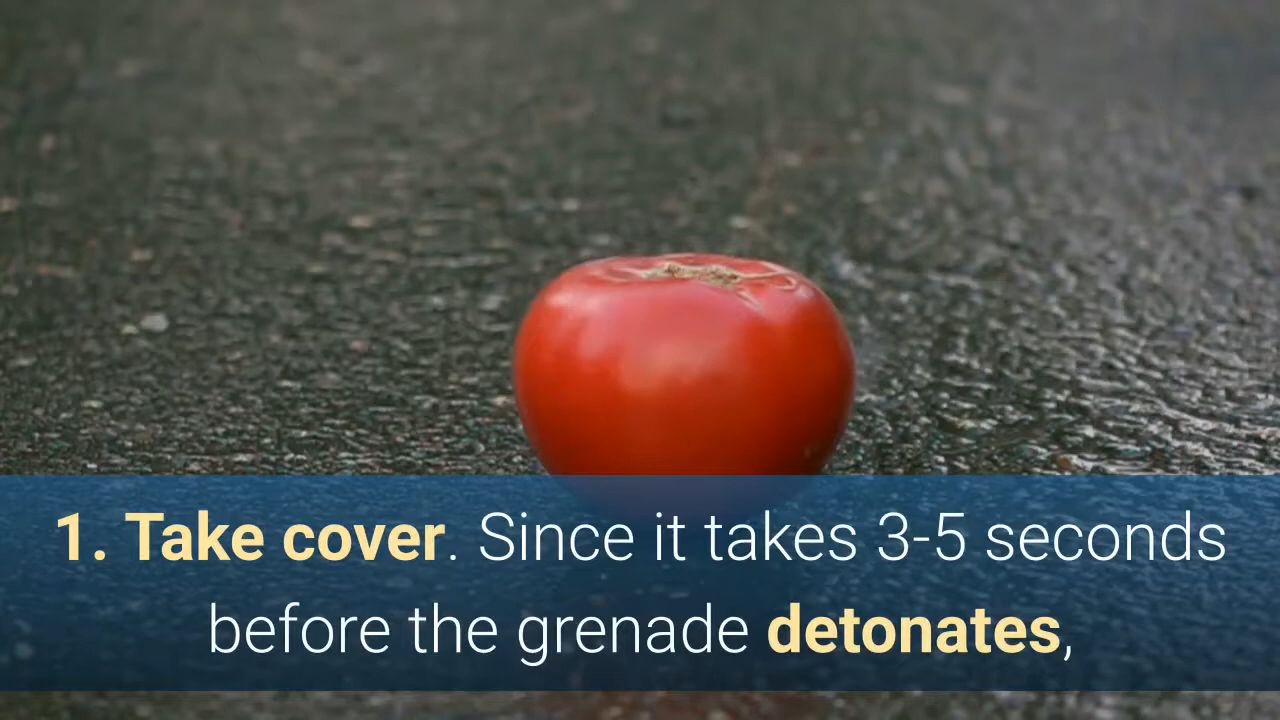 1. Take cover. Since it takes 3-5 seconds
before the grenade detonates,